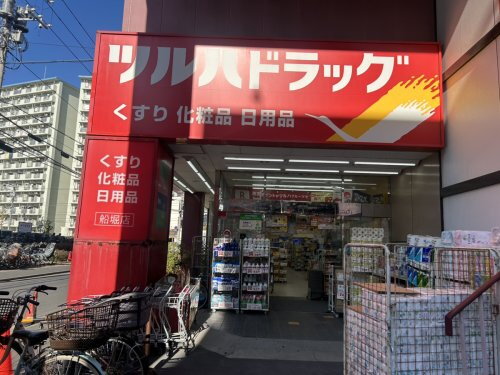 ツルハドラッグ
くすり 化粧品 日用品
くすり
化粧品
日用品
船堀店